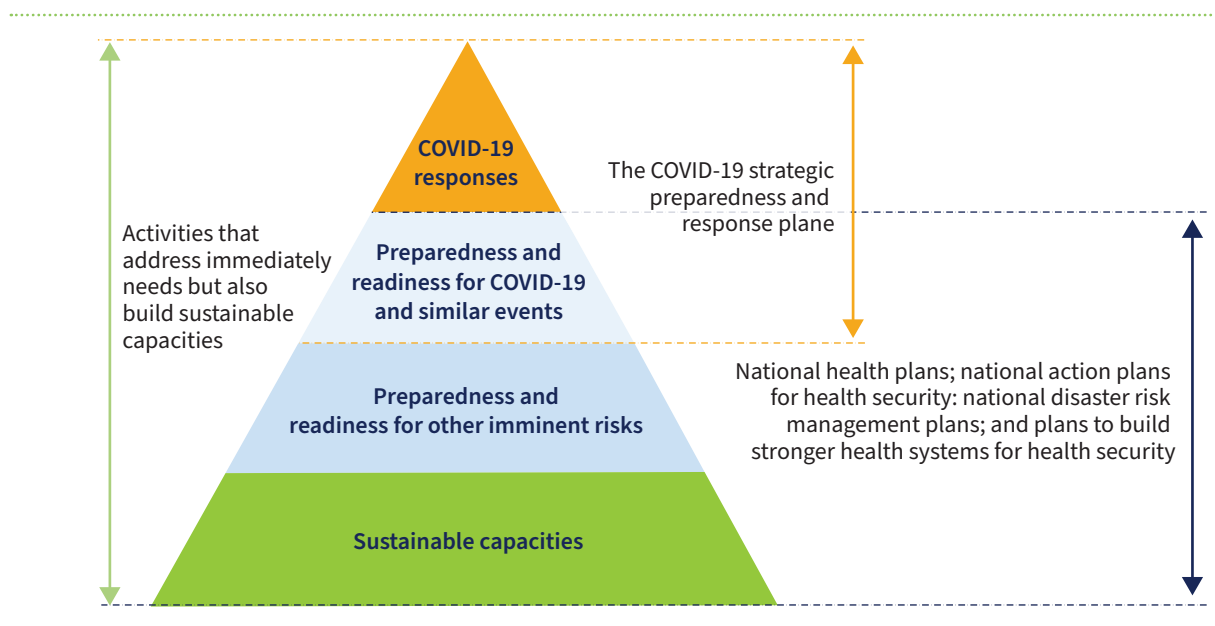 COVID-19
responses
The COVID-19 strategic
preparedness and
response plane
Activities that
address immediately
needs but also
build sustainable
capacities
Preparedness and
readiness for COVID-19
and similar events
Preparedness and
readiness for other imminent risks
National health plans; national action plans
for health security: national disaster risk
management plans; and plans to build
stronger health systems for health security
Sustainable capacities